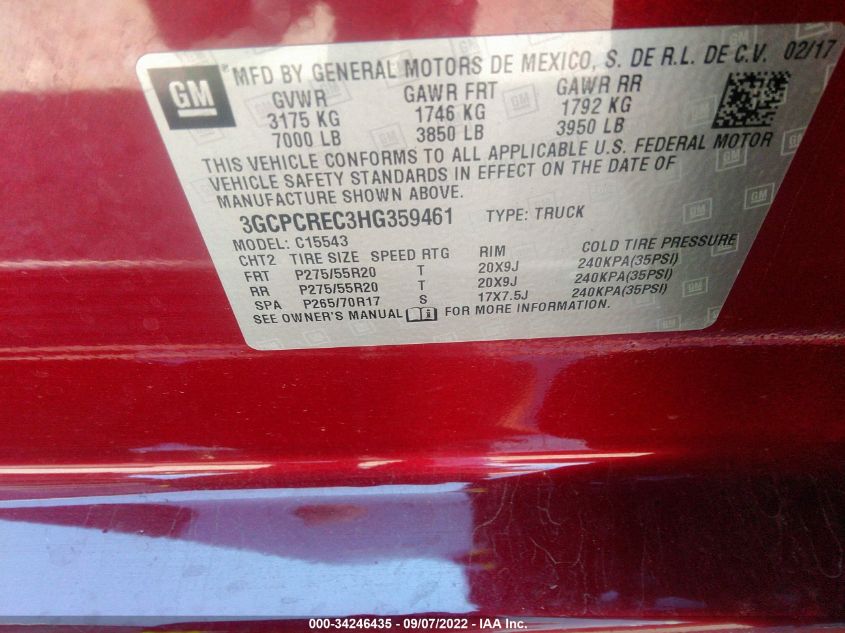 GM MFD BY GENERAL MOTORS DE MEXICO, S. DE R.L. DE C.V. 02/17
GVWR GAWR FRT GAWR RR
3175 KG 1746 KG 1792 KG
7000 LB 3850 LB 3950 LB
THIS VEHICLE CONFORMS TO ALL APPLICABLE U.S. FEDERAL MOTOR
VEHICLE SAFETY STANDARDS IN EFFECT ON THE DATE OF
MANUFACTURE SHOWN ABOVE.
3GCPCREC3HG359461 TYPE: TRUCK
MODEL: C15543
CHT2 TIRE SIZE SPEED RTG RIM COLD TIRE PRESSURE
FRT P275/55R20 T 20X9J 240KPA(35PSI)
RR P275/55R20 T 20X9J 240KPA(35PSI)
SPA P265/70R17 S 17X7.5J 240KPA(35PSI)
SEE OWNER'S MANUAL FOR MORE INFORMATION.
000-34246435 - 09/07/2022 - IAA Inc.